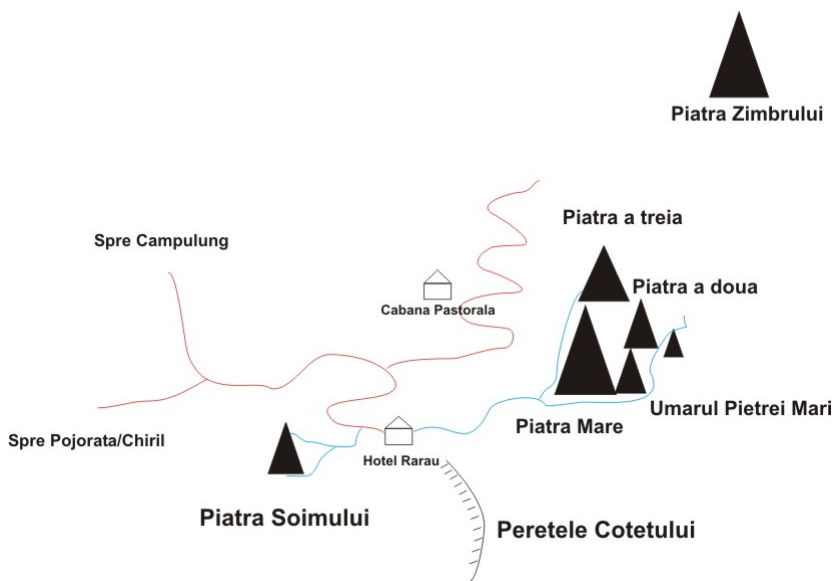 Piatra Zimbrului
Piatra a treia
Spre Campulung
Piatra a doua
Cabana Pastorala
Umarul Pietrei Mari
Piatra Mare
Spre Pojorata/Chiril
Hotel Rarau
Piatra Soimului
Peretele Cotetului